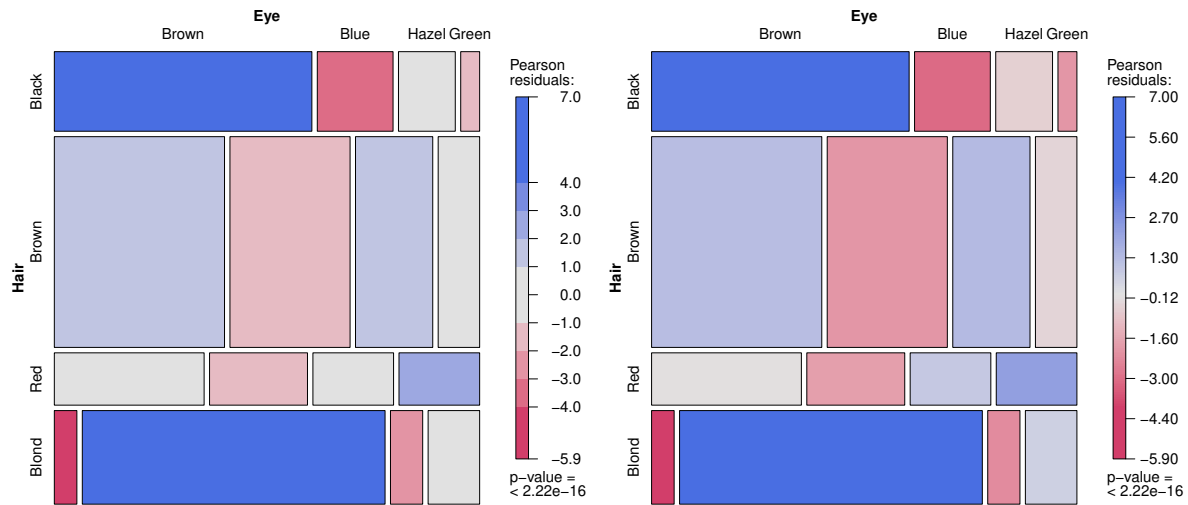 Eye
Brown Blue Hazel Green
Hair
Black
Brown
Red
Blond
Pearson
residuals:
7.0
4.0
3.0
2.0
1.0
0.0
−1.0
−2.0
−3.0
−4.0
−5.9
p−value =
< 2.22e−16
Eye
Brown Blue Hazel Green
Hair
Black
Brown
Red
Blond
Pearson
residuals:
7.00
5.60
4.20
2.70
1.30
−0.12
−1.60
−3.00
−4.40
−5.90
p−value =
< 2.22e−16